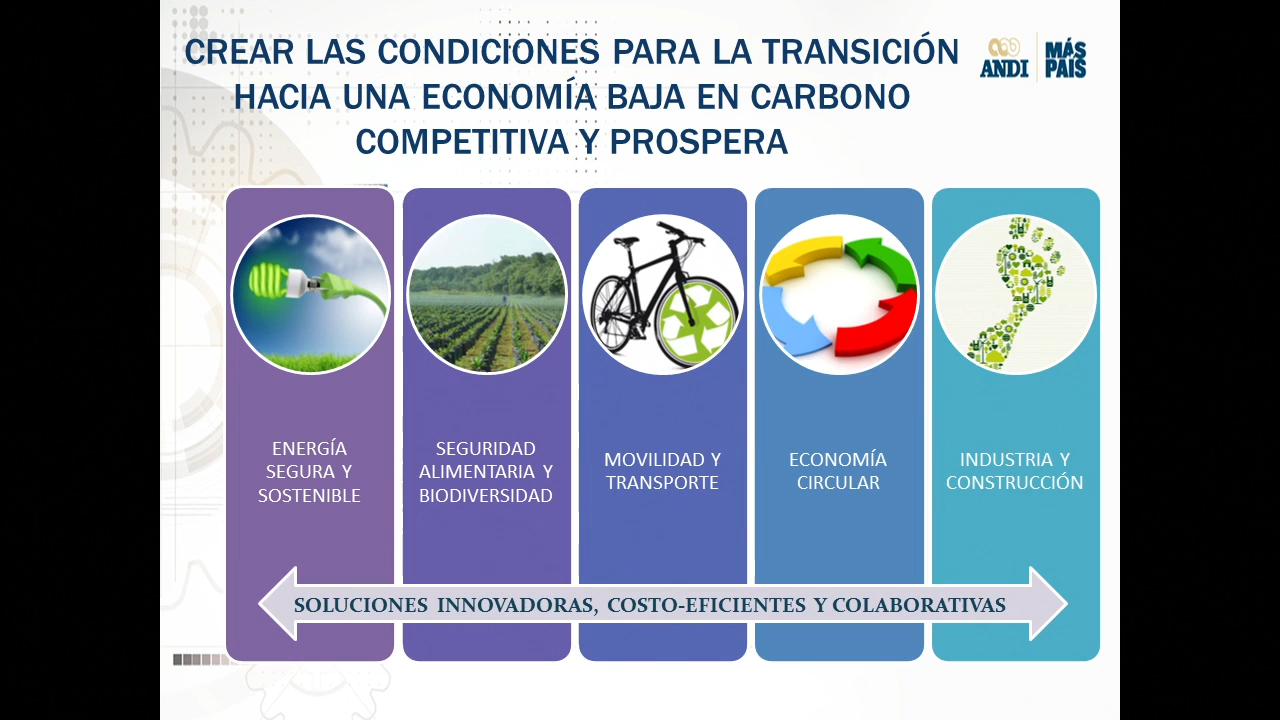 CREAR LAS CONDICIONES PARA LA TRANSICIÓN
HACIA UNA ECONOMÍA BAJA EN CARBONO
COMPETITIVA Y PROSPERA
ANDI
MÁS
PAÍS
ENERGÍA
SEGURA Y
SOSTENIBLE
SEGURIDAD
ALIMENTARIA Y
BIODIVERSIDAD
MOVILIDAD Y
TRANSPORTE
ECONOMÍA
CIRCULAR
INDUSTRIA Y
CONSTRUCCIÓN
SOLUCIONES INNOVADORAS, COSTO-EFICIENTES Y COLABORATIVAS